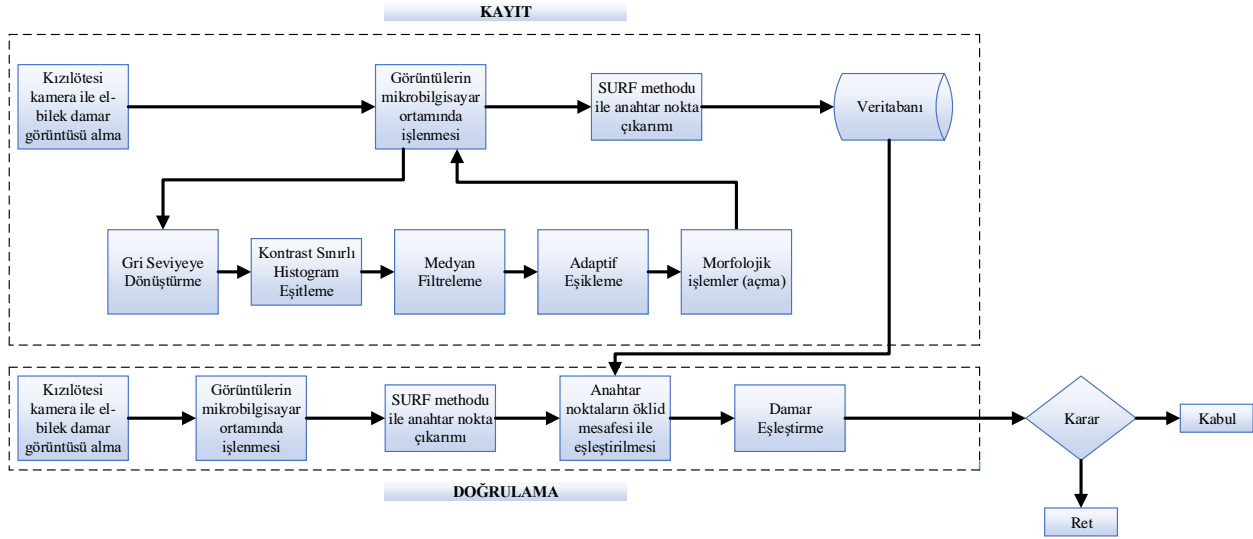 KAYIT
Kızılötesi
kamera ile el-
bilek damar
görüntüsü alma
Görüntülerin
mikrobilgisayar
ortamında
işlenmesi
SURF methodu
ile anahtar nokta
çıkarımı
Veritabanı
Gri Seviyeye
Dönüştürme
Kontrast Sınırlı
Histogram
Eşitleme
Medyan
Filtreleme
Adaptif
Eşikleme
Morfolojik
işlemler (açma)
Kızılötesi
kamera ile el-
bilek damar
görüntüsü alma
Görüntülerin
mikrobilgisayar
ortamında
işlenmesi
SURF methodu
ile anahtar nokta
çıkarımı
Anahtar
noktaların öklid
mesafesi ile
eşleştirilmesi
Damar
Eşleştirme
Karar
Kabul
Ret
DOĞRULAMA